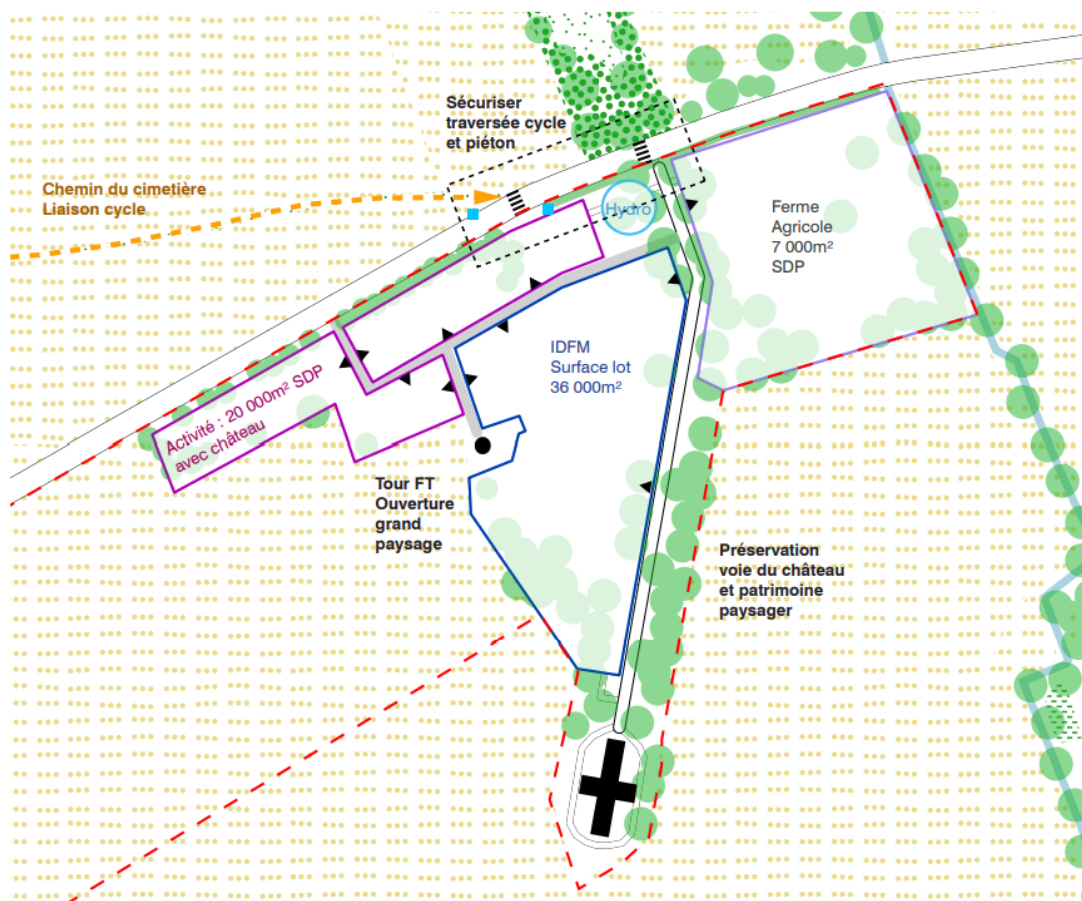 Sécuriser
traversée cycle
et piéton
Chemin du cimetière
Liaison cycle
Hydro
Ferme
Agricole
7 000m²
SDP
IDFM
Surface lot
36 000m²
Activité : 20 000m² SDP
avec château
Tour FT
Ouverture
grand
paysage
Préservation
voie du château
et patrimoine
paysager